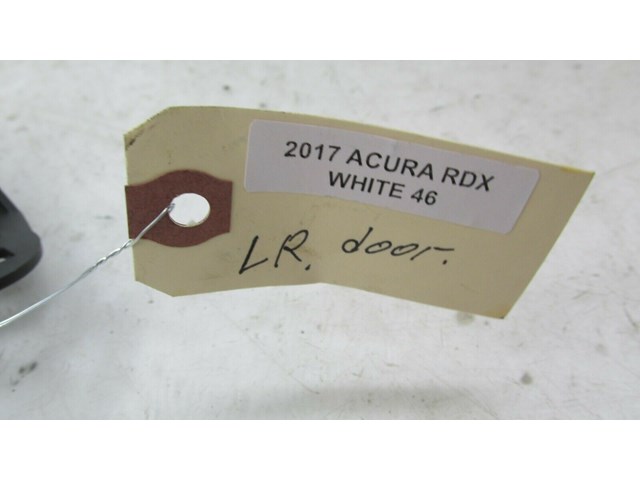 2017 ACURA RDX
WHITE 46
LR. door.